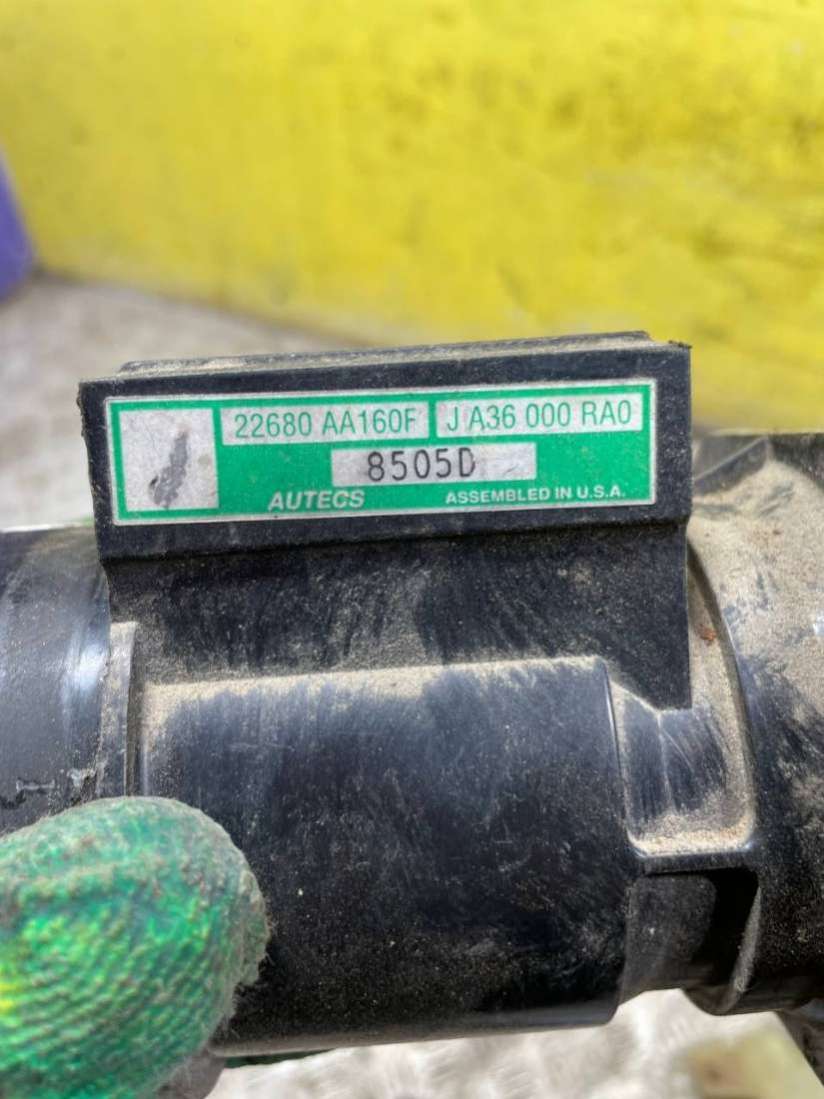 22680 AA160F J A36 000 RA0
8505D
AUTECS ASSEMBLED IN U.S.A.